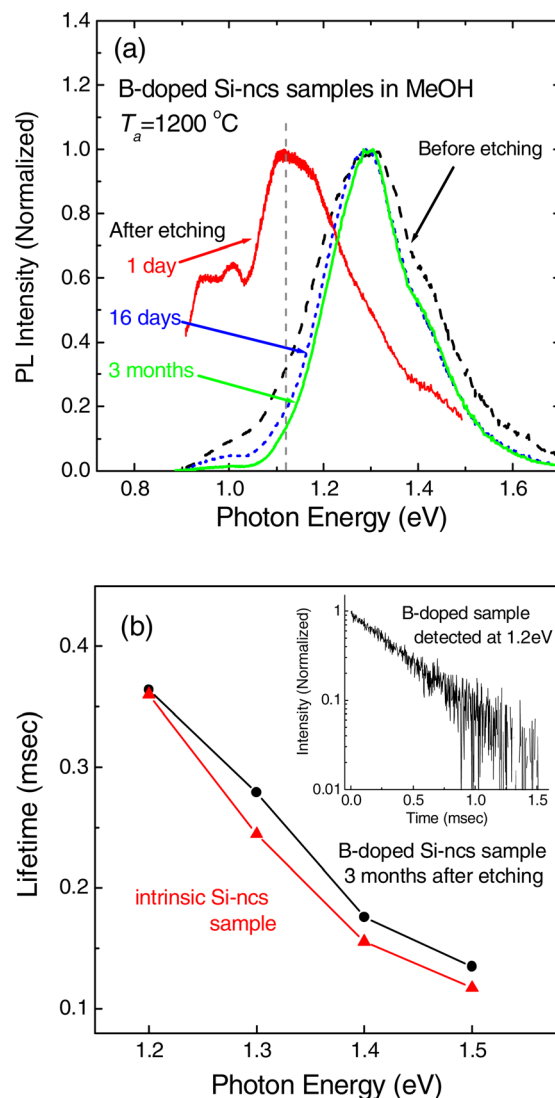 (a)
B-doped Si-ncs samples in MeOH
Tₐ=1200 °C
Before etching
After etching
1 day
16 days
3 months
PL Intensity (Normalized)
1.4
1.2
1.0
0.8
0.6
0.4
0.2
0.0
0.8 1.0 1.2 1.4 1.6
Photon Energy (eV)
(b)
B-doped sample
detected at 1.2eV
Intensity (Normalized)
1
0.1
0.01
0.0 0.5 1.0 1.5
Time (msec)
B-doped Si-ncs sample
3 months after etching
intrinsic Si-ncs
sample
Lifetime (msec)
0.4
0.3
0.2
0.1
1.2 1.3 1.4 1.5
Photon Energy (eV)